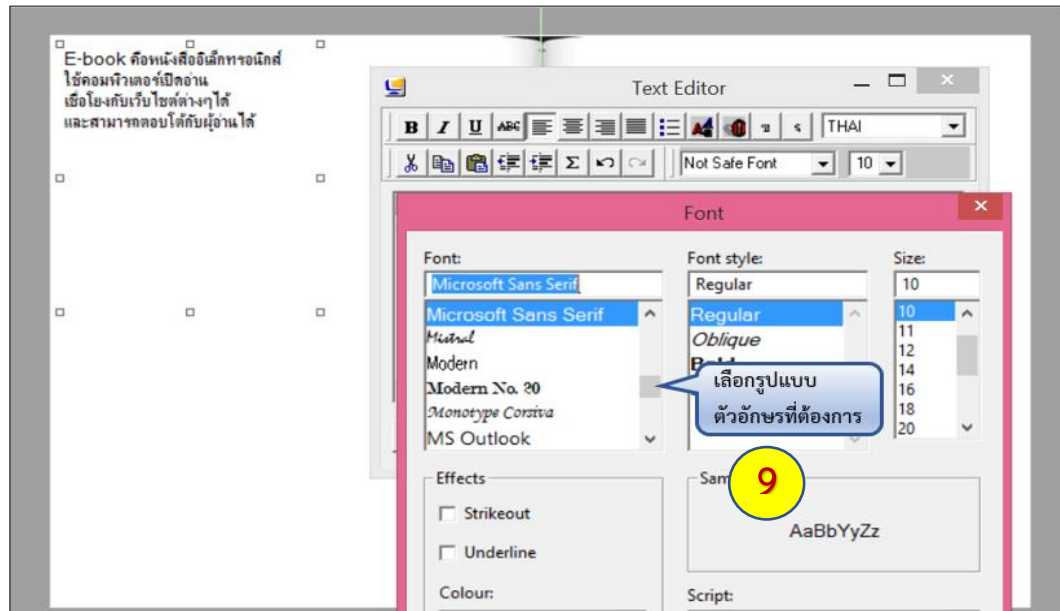 E-book คือหนังสืออิเล็กทรอนิกส์
ใช้คอมพิวเตอร์เปิดอ่าน
เชื่อโยงกับเว็บไซต์ต่างๆได้
และสามารถตอบโต้กับผู้อ่านได้
Text Editor
B I U ABC THAI
Σ Not Safe Font 10
Font
Font: Font style: Size:
Microsoft Sans Serif Regular 10
Microsoft Sans Serif Regular 10
Mistral Oblique 11
Modern Bold 12
Modern No. 20 14
Monotype Corsiva 16
MS Outlook 18
20
เลือกรูปแบบ
ตัวอักษรที่ต้องการ
9
Effects
Strikeout
Underline
AaBbYyZz
Colour: Script: